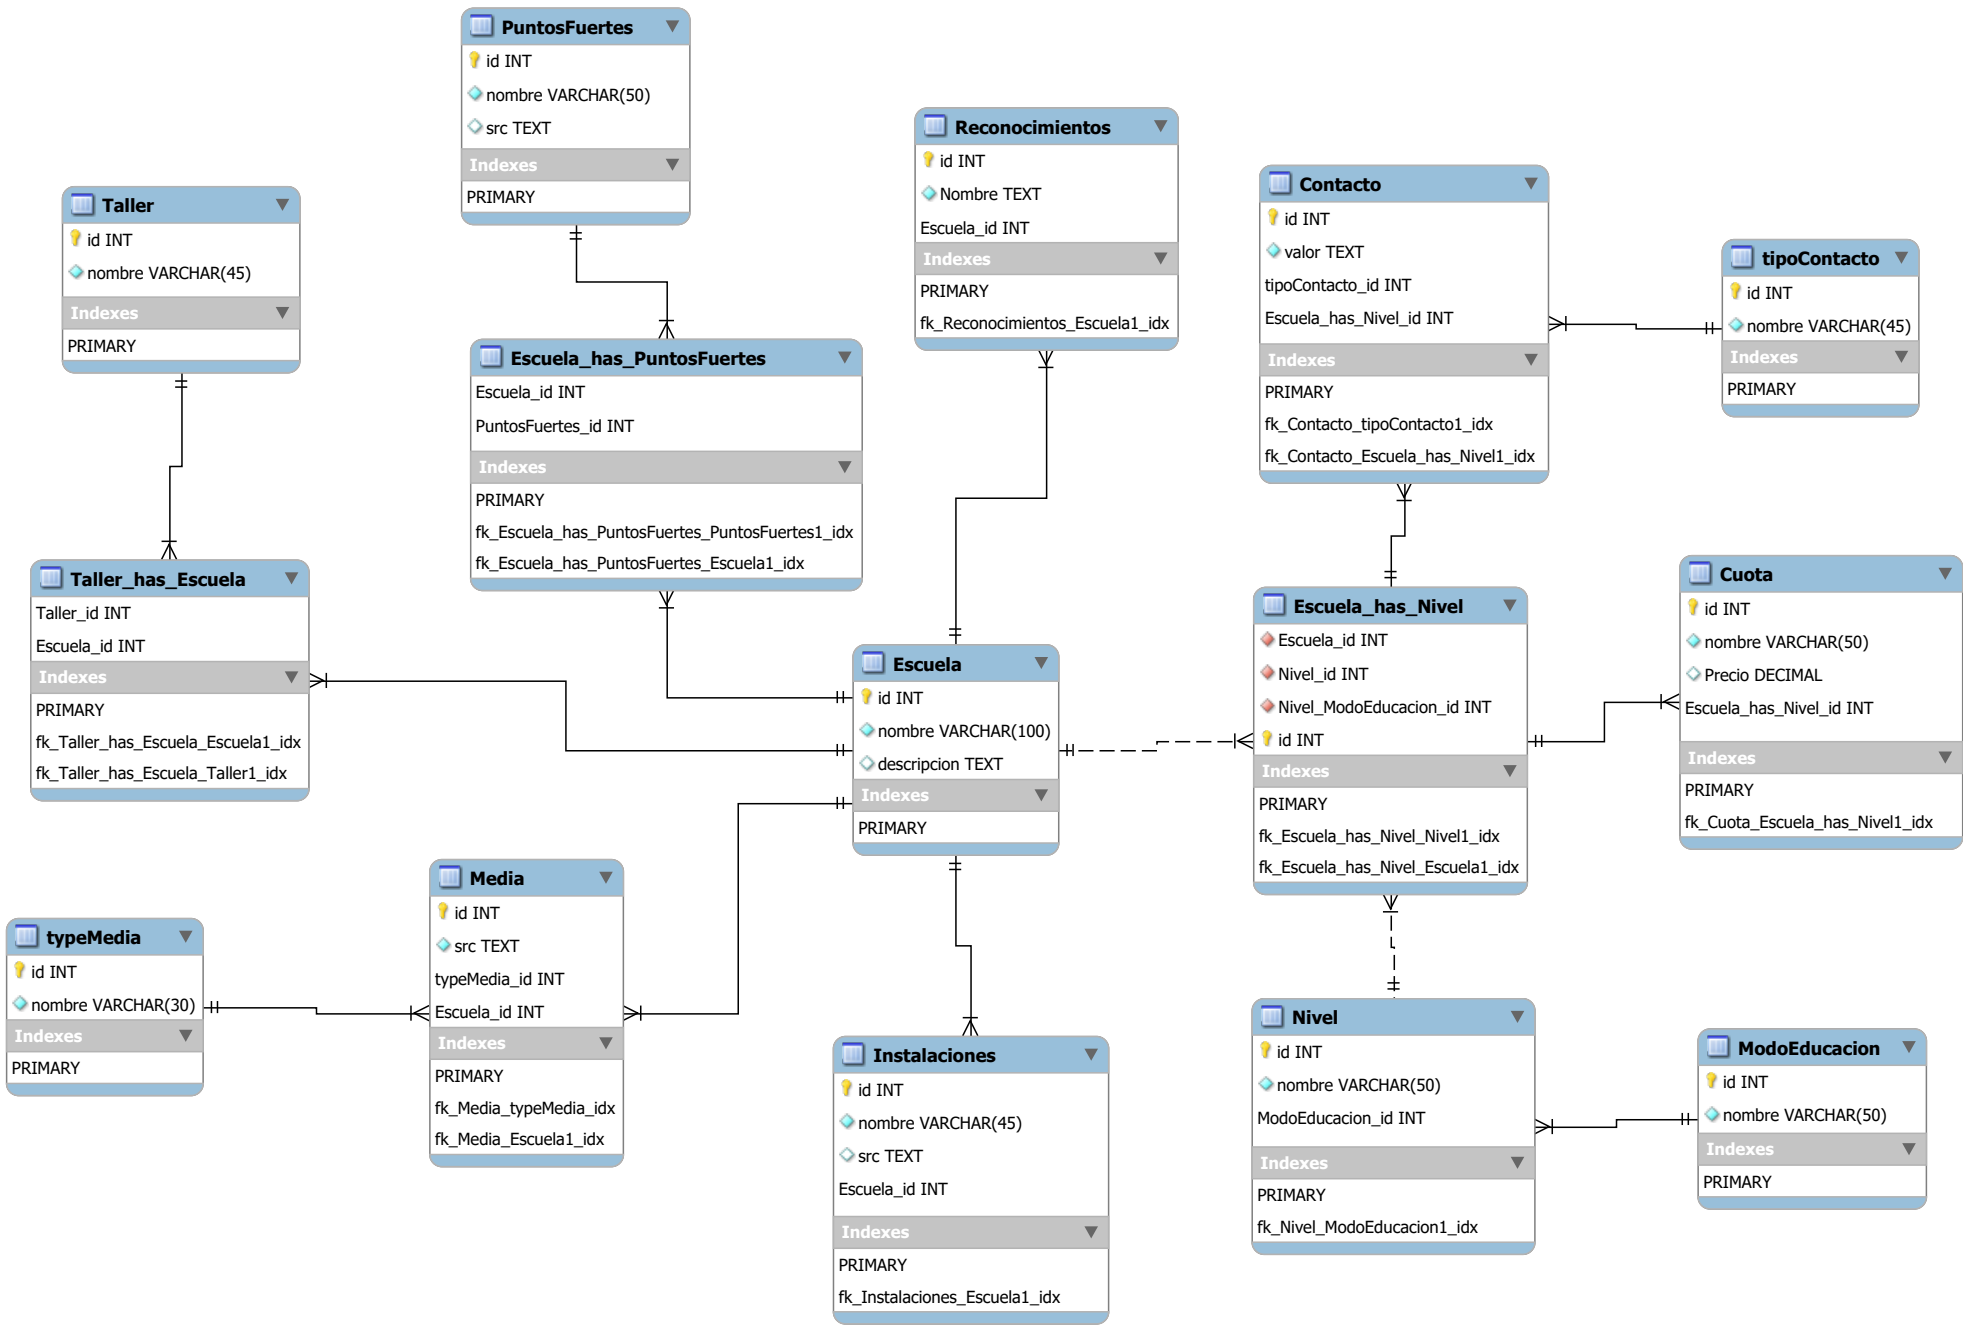 PuntosFuertes
id INT
nombre VARCHAR(50)
src TEXT
Indexes
PRIMARY
Reconocimientos
id INT
Nombre TEXT
Escuela_id INT
Indexes
PRIMARY
fk_Reconocimientos_Escuela1_idx
Contacto
id INT
valor TEXT
tipoContacto_id INT
Escuela_has_Nivel_id INT
Indexes
PRIMARY
fk_Contacto_tipoContacto1_idx
fk_Contacto_Escuela_has_Nivel1_idx
tipoContacto
id INT
nombre VARCHAR(45)
Indexes
PRIMARY
Taller
id INT
nombre VARCHAR(45)
Indexes
PRIMARY
Escuela_has_PuntosFuertes
Escuela_id INT
PuntosFuertes_id INT
Indexes
PRIMARY
fk_Escuela_has_PuntosFuertes_PuntosFuertes1_idx
fk_Escuela_has_PuntosFuertes_Escuela1_idx
Taller_has_Escuela
Taller_id INT
Escuela_id INT
Indexes
PRIMARY
fk_Taller_has_Escuela_Escuela1_idx
fk_Taller_has_Escuela_Taller1_idx
Escuela
id INT
nombre VARCHAR(100)
descripcion TEXT
Indexes
PRIMARY
Escuela_has_Nivel
Escuela_id INT
Nivel_id INT
Nivel_ModoEducacion_id INT
id INT
Indexes
PRIMARY
fk_Escuela_has_Nivel_Nivel1_idx
fk_Escuela_has_Nivel_Escuela1_idx
Cuota
id INT
nombre VARCHAR(50)
Precio DECIMAL
Escuela_has_Nivel_id INT
Indexes
PRIMARY
fk_Cuota_Escuela_has_Nivel1_idx
typeMedia
id INT
nombre VARCHAR(30)
Indexes
PRIMARY
Media
id INT
src TEXT
typeMedia_id INT
Escuela_id INT
Indexes
PRIMARY
fk_Media_typeMedia_idx
fk_Media_Escuela1_idx
Instalaciones
id INT
nombre VARCHAR(45)
src TEXT
Escuela_id INT
Indexes
PRIMARY
fk_Instalaciones_Escuela1_idx
Nivel
id INT
nombre VARCHAR(50)
ModoEducacion_id INT
Indexes
PRIMARY
fk_Nivel_ModoEducacion1_idx
ModoEducacion
id INT
nombre VARCHAR(50)
Indexes
PRIMARY